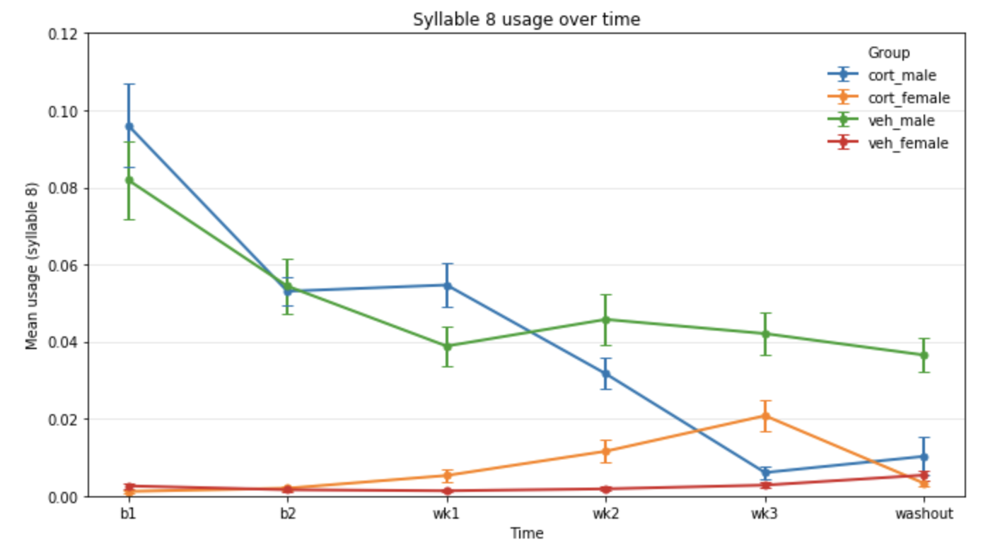 Syllable 8 usage over time
0.12
0.10
0.08
0.06
0.04
0.02
0.00
Mean usage (syllable 8)
Group
cort_male
cort_female
veh_male
veh_female
b1 b2 wk1 wk2 wk3 washout
Time